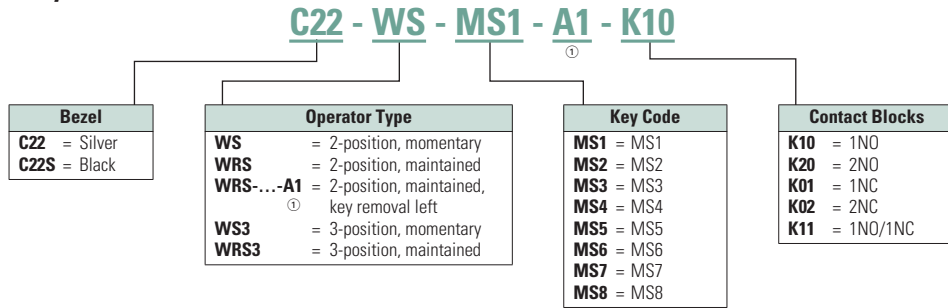 C22 - WS - MS1 - A1 - K10
①
Bezel
C22 = Silver
C22S = Black
Operator Type
WS = 2-position, momentary
WRS = 2-position, maintained
WRS-...-A1 = 2-position, maintained,
① key removal left
WS3 = 3-position, momentary
WRS3 = 3-position, maintained
Key Code
MS1 = MS1
MS2 = MS2
MS3 = MS3
MS4 = MS4
MS5 = MS5
MS6 = MS6
MS7 = MS7
MS8 = MS8
Contact Blocks
K10 = 1NO
K20 = 2NO
K01 = 1NC
K02 = 2NC
K11 = 1NO/1NC